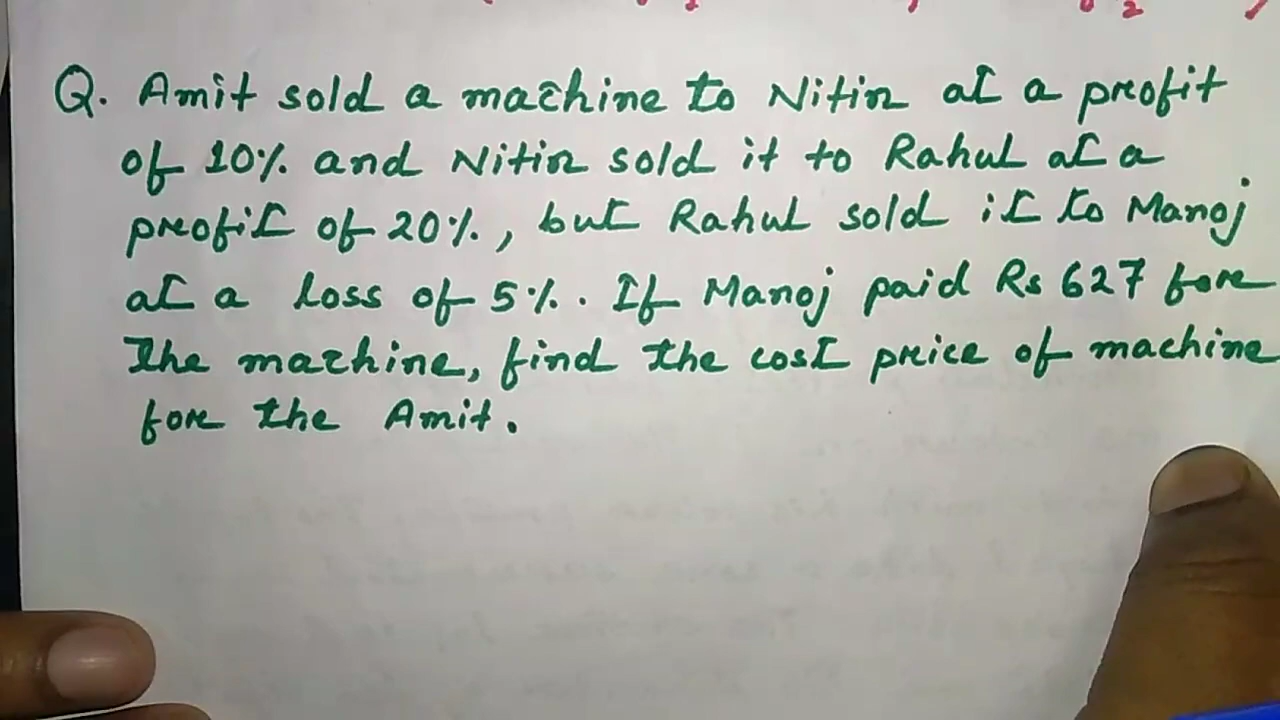 Q. Amit sold a machine to Nitin at a profit
of 10% and Nitin sold it to Rahul at a
profit of 20%, but Rahul sold it to Manoj
at a loss of 5%. If Manoj paid Rs 627 for
the machine, find the cost price of machine
for the Amit.